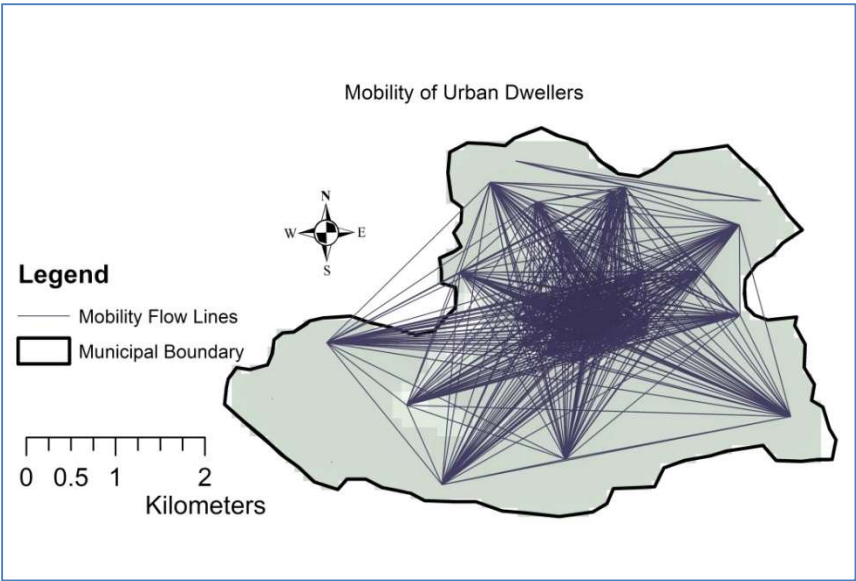 Mobility of Urban Dwellers
N
W E
S
Legend
Mobility Flow Lines
Municipal Boundary
0 0.5 1 2
Kilometers